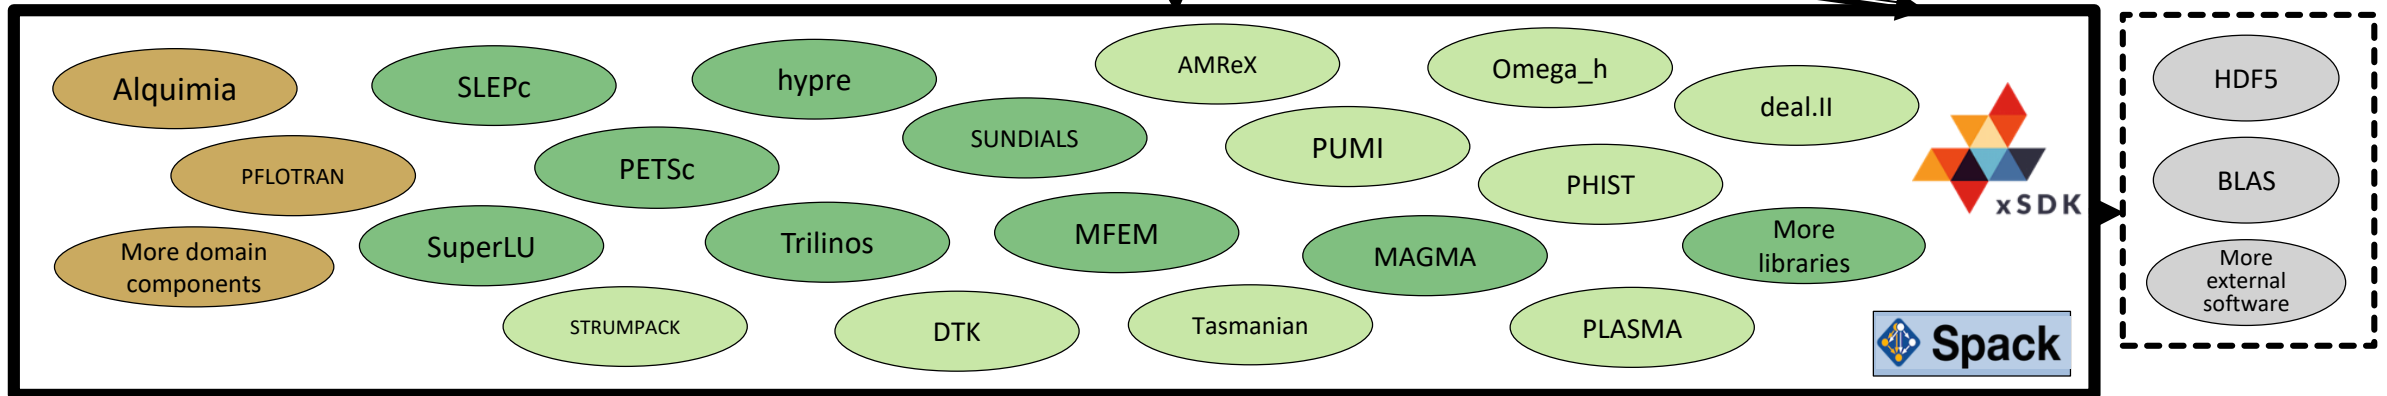 Alquimia
SLEPc
hypre
AMReX
Omega_h
deal.II
HDF5
PFLOTRAN
PETSc
SUNDIALS
PUMI
PHIST
xSDK
BLAS
More domain
components
SuperLU
Trilinos
MFEM
MAGMA
More
libraries
More
external
software
STRUMPACK
DTK
Tasmanian
PLASMA
Spack